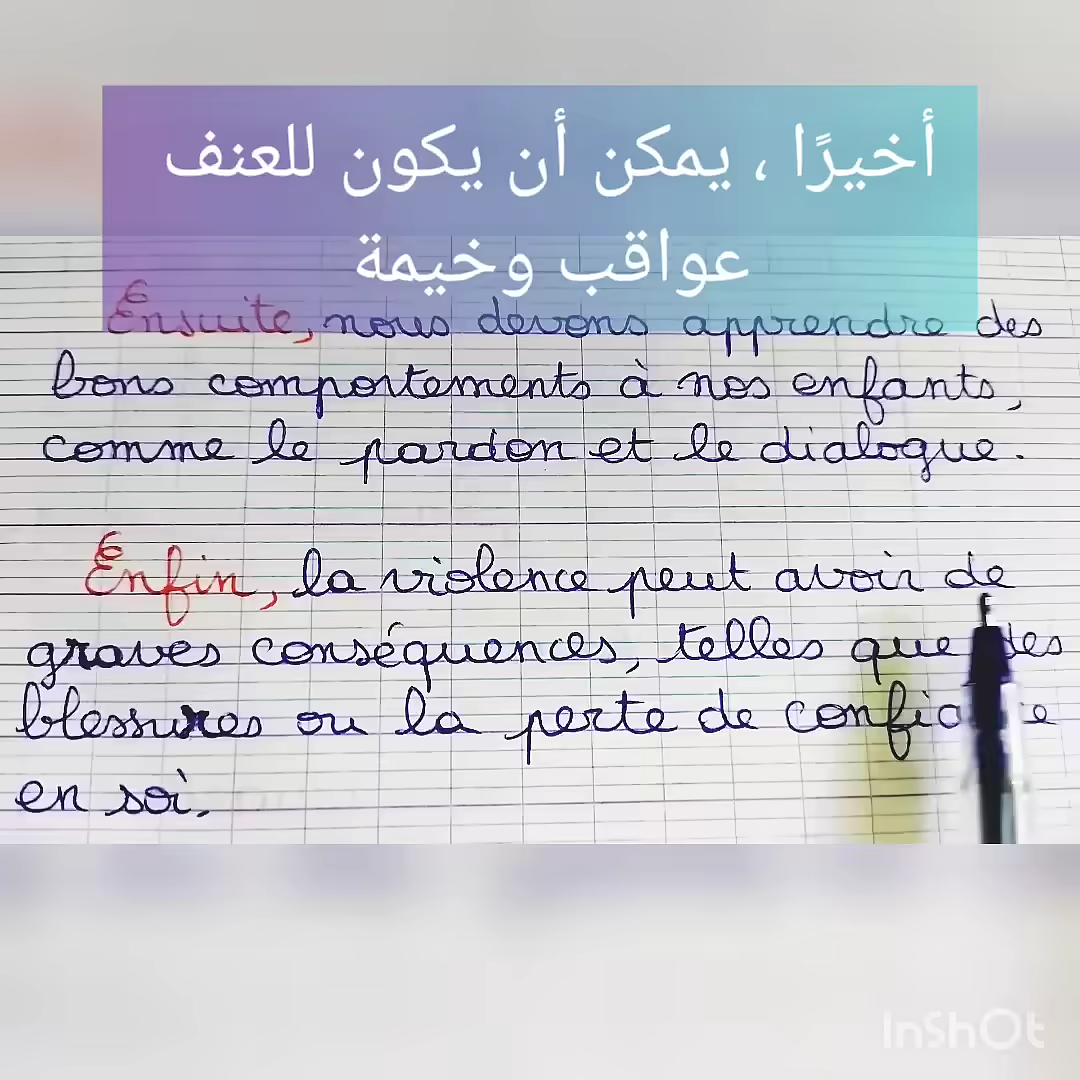 أخيرًا ، يمكن أن يكون للعنف
عواقب وخيمة
Ensuite, nous devons apprendre des
bons comportements à nos enfants,
comme le pardon et le dialogue.
Enfin, la violence peut avoir de
graves conséquences, telles que des
blessures ou la perte de confiance
en soi.
InShOt